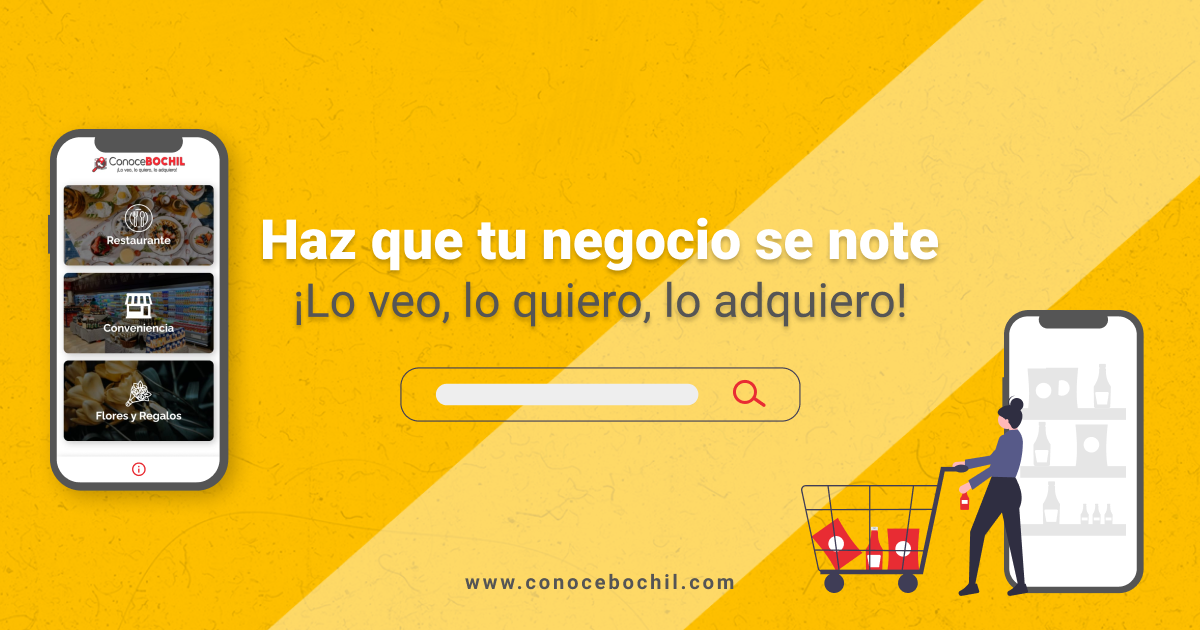 ConoceBOCHIL
¡Lo veo, lo quiero, lo adquiero!
Restaurante
Conveniencia
Flores y Regalos
Haz que tu negocio se note
¡Lo veo, lo quiero, lo adquiero!
www.conocebochil.com